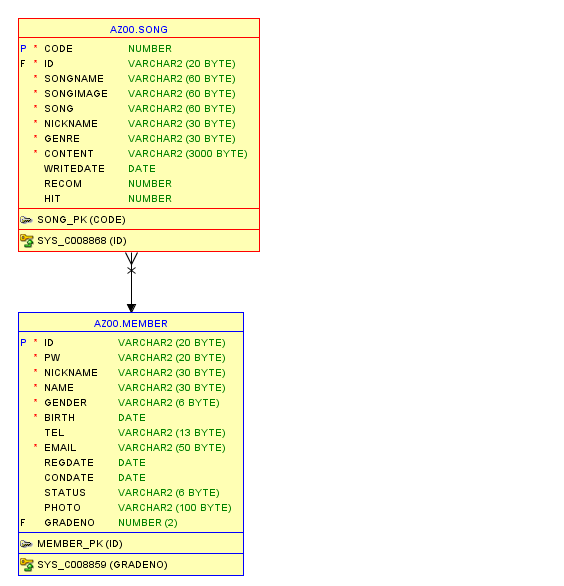 AZ00.SONG
P * CODE NUMBER
F * ID VARCHAR2 (20 BYTE)
* SONGNAME VARCHAR2 (60 BYTE)
* SONGIMAGE VARCHAR2 (60 BYTE)
* SONG VARCHAR2 (60 BYTE)
* NICKNAME VARCHAR2 (30 BYTE)
* GENRE VARCHAR2 (30 BYTE)
* CONTENT VARCHAR2 (3000 BYTE)
WRITEDATE DATE
RECOM NUMBER
HIT NUMBER
SONG_PK (CODE)
SYS_C008868 (ID)
AZ00.MEMBER
P * ID VARCHAR2 (20 BYTE)
* PW VARCHAR2 (20 BYTE)
* NICKNAME VARCHAR2 (30 BYTE)
* NAME VARCHAR2 (30 BYTE)
* GENDER VARCHAR2 (6 BYTE)
* BIRTH DATE
TEL VARCHAR2 (13 BYTE)
* EMAIL VARCHAR2 (50 BYTE)
REGDATE DATE
CONDATE DATE
STATUS VARCHAR2 (6 BYTE)
PHOTO VARCHAR2 (100 BYTE)
F GRADENO NUMBER (2)
MEMBER_PK (ID)
SYS_C008859 (GRADENO)